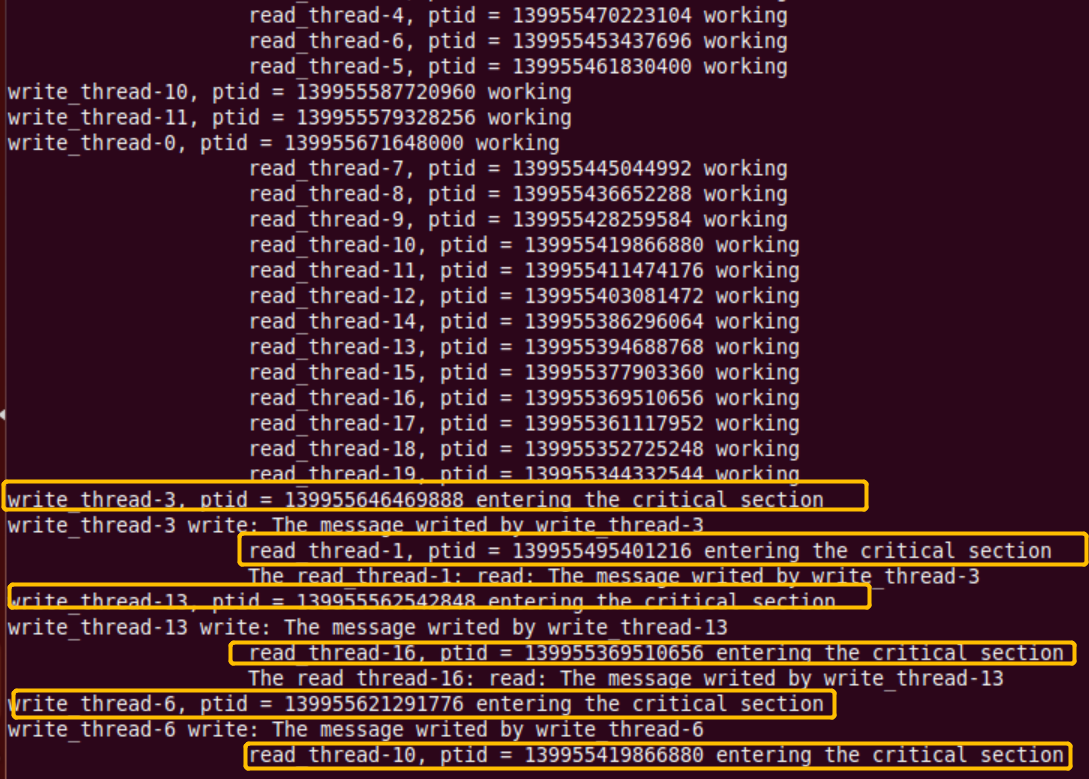 read_thread-4, ptid = 139955470223104 working
read_thread-6, ptid = 139955453437696 working
read_thread-5, ptid = 139955461830400 working
write_thread-10, ptid = 139955587720960 working
write_thread-11, ptid = 139955579328256 working
write_thread-0, ptid = 139955671648000 working
read_thread-7, ptid = 139955445044992 working
read_thread-8, ptid = 139955436652288 working
read_thread-9, ptid = 139955428259584 working
read_thread-10, ptid = 139955419866880 working
read_thread-11, ptid = 139955411474176 working
read_thread-12, ptid = 139955403081472 working
read_thread-14, ptid = 139955386296064 working
read_thread-13, ptid = 139955394688768 working
read_thread-15, ptid = 139955377903360 working
read_thread-16, ptid = 139955369510656 working
read_thread-17, ptid = 139955361117952 working
read_thread-18, ptid = 139955352725248 working
read_thread-19, ptid = 139955344332544 working
write_thread-3, ptid = 139955646469888 entering the critical section
write_thread-3 write: The message writed by write_thread-3
read_thread-1, ptid = 139955495401216 entering the critical section
The read_thread-1: read: The message writed by write_thread-3
write_thread-13, ptid = 139955562542848 entering the critical section
write_thread-13 write: The message writed by write_thread-13
read_thread-16, ptid = 139955369510656 entering the critical section
The read_thread-16: read: The message writed by write_thread-13
write_thread-6, ptid = 139955621291776 entering the critical section
write_thread-6 write: The message writed by write_thread-6
read_thread-10, ptid = 139955419866880 entering the critical section